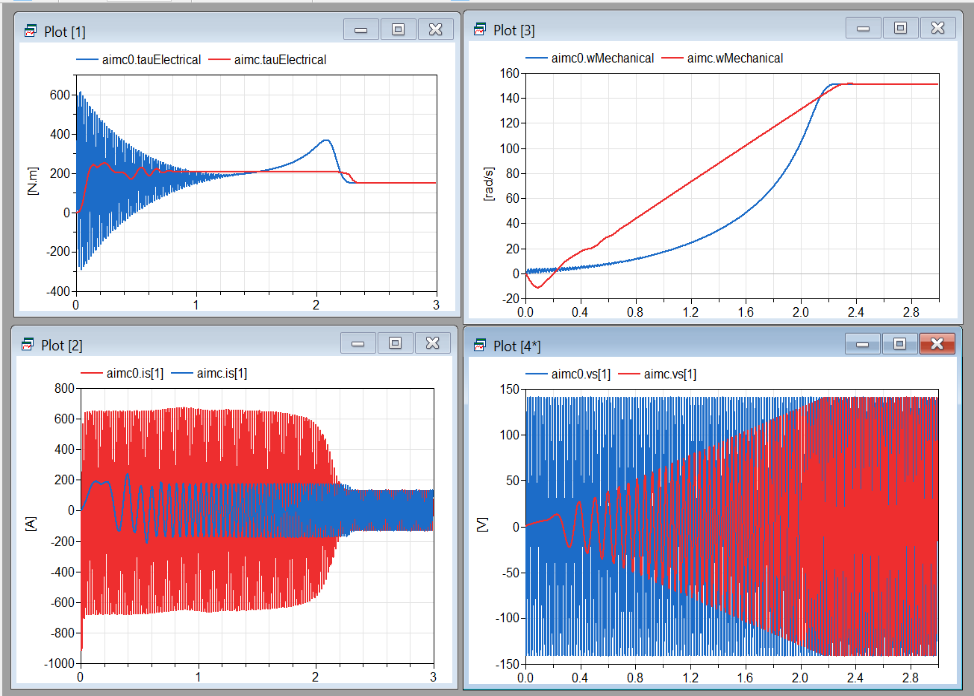 Plot [1]
aimc0.tauElectrical aimc.tauElectrical
600
400
200
0
-200
-400
[N.m]
0 1 2 3
Plot [3]
aimc0.wMechanical aimc.wMechanical
160
140
120
100
80
60
40
20
0
-20
[rad/s]
0.0 0.4 0.8 1.2 1.6 2.0 2.4 2.8
Plot [2]
aimc0.is[1] aimc.is[1]
800
600
400
200
0
-200
-400
-600
-800
-1000
[A]
0 1 2 3
Plot [4*]
aimc0.vs[1] aimc.vs[1]
150
100
50
0
-50
-100
-150
[V]
0.0 0.4 0.8 1.2 1.6 2.0 2.4 2.8